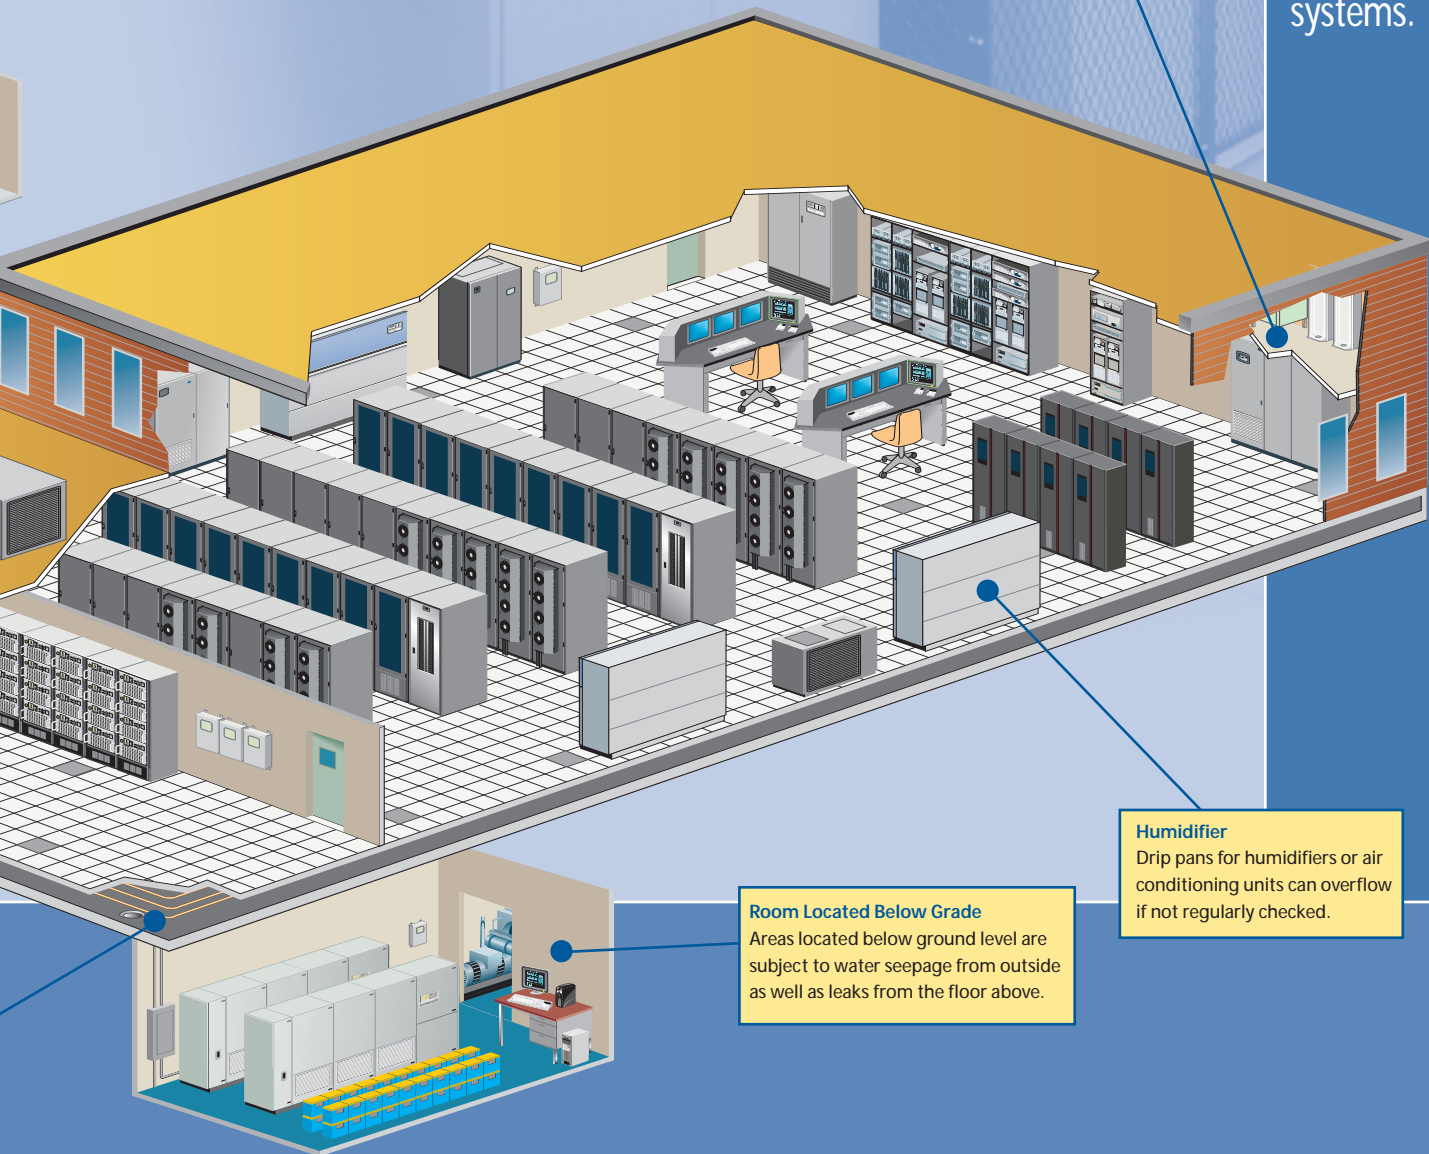 systems.
Humidifier
Drip pans for humidifiers or air
conditioning units can overflow
if not regularly checked.
Room Located Below Grade
Areas located below ground level are
subject to water seepage from outside
as well as leaks from the floor above.